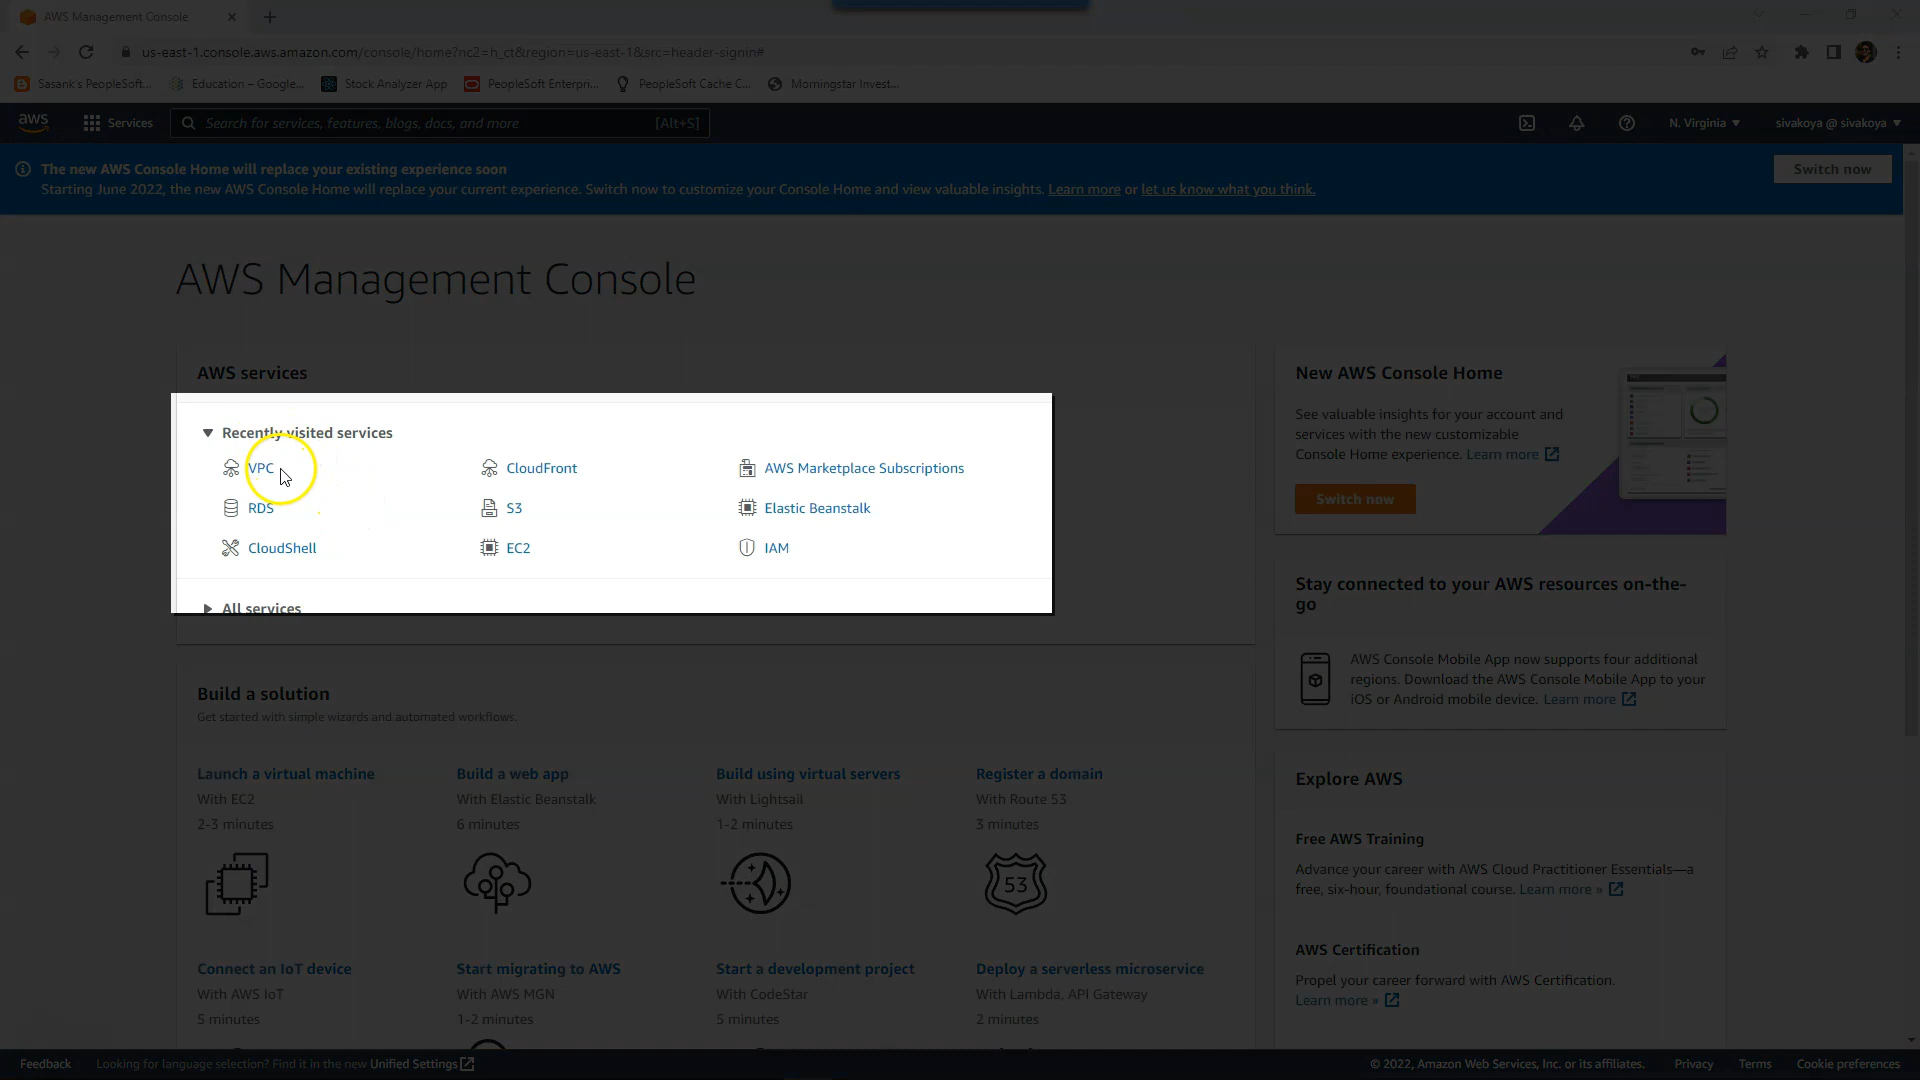 AWS Management Console
us-east-1.console.aws.amazon.com/console/home?nc2=h_ct&region=us-east-1&src=header-signin#
Sasank's PeopleSoft...
Education – Google...
Stock Analyzer App
PeopleSoft Enterpri...
PeopleSoft Cache C...
Morningstar Invest...
aws
Services
Search for services, features, blogs, docs, and more
[Alt+S]
N. Virginia
sivakoya @ sivakoya
The new AWS Console Home will replace your existing experience soon
Starting June 2022, the new AWS Console Home will replace your current experience. Switch now to customize your Console Home and view valuable insights. Learn more or let us know what you think.
Switch now
AWS Management Console
AWS services
Recently visited services
VPC
CloudFront
AWS Marketplace Subscriptions
RDS
S3
Elastic Beanstalk
CloudShell
EC2
IAM
All services
New AWS Console Home
See valuable insights for your account and
services with the new customizable
Console Home experience. Learn more
Switch now
Stay connected to your AWS resources on-the-
go
AWS Console Mobile App now supports four additional
regions. Download the AWS Console Mobile App to your
iOS or Android mobile device. Learn more
Build a solution
Get started with simple wizards and automated workflows.
Launch a virtual machine
With EC2
2-3 minutes
Build a web app
With Elastic Beanstalk
6 minutes
Build using virtual servers
With Lightsail
1-2 minutes
Register a domain
With Route 53
3 minutes
53
Connect an IoT device
With AWS IoT
5 minutes
Start migrating to AWS
With AWS MGN
1-2 minutes
Start a development project
With CodeStar
5 minutes
Deploy a serverless microservice
With Lambda, API Gateway
2 minutes
Explore AWS
Free AWS Training
Advance your career with AWS Cloud Practitioner Essentials—a
free, six-hour, foundational course. Learn more »
AWS Certification
Propel your career forward with AWS Certification.
Learn more »
Feedback
Looking for language selection? Find it in the new Unified Settings
© 2022, Amazon Web Services, Inc. or its affiliates.
Privacy
Terms
Cookie preferences